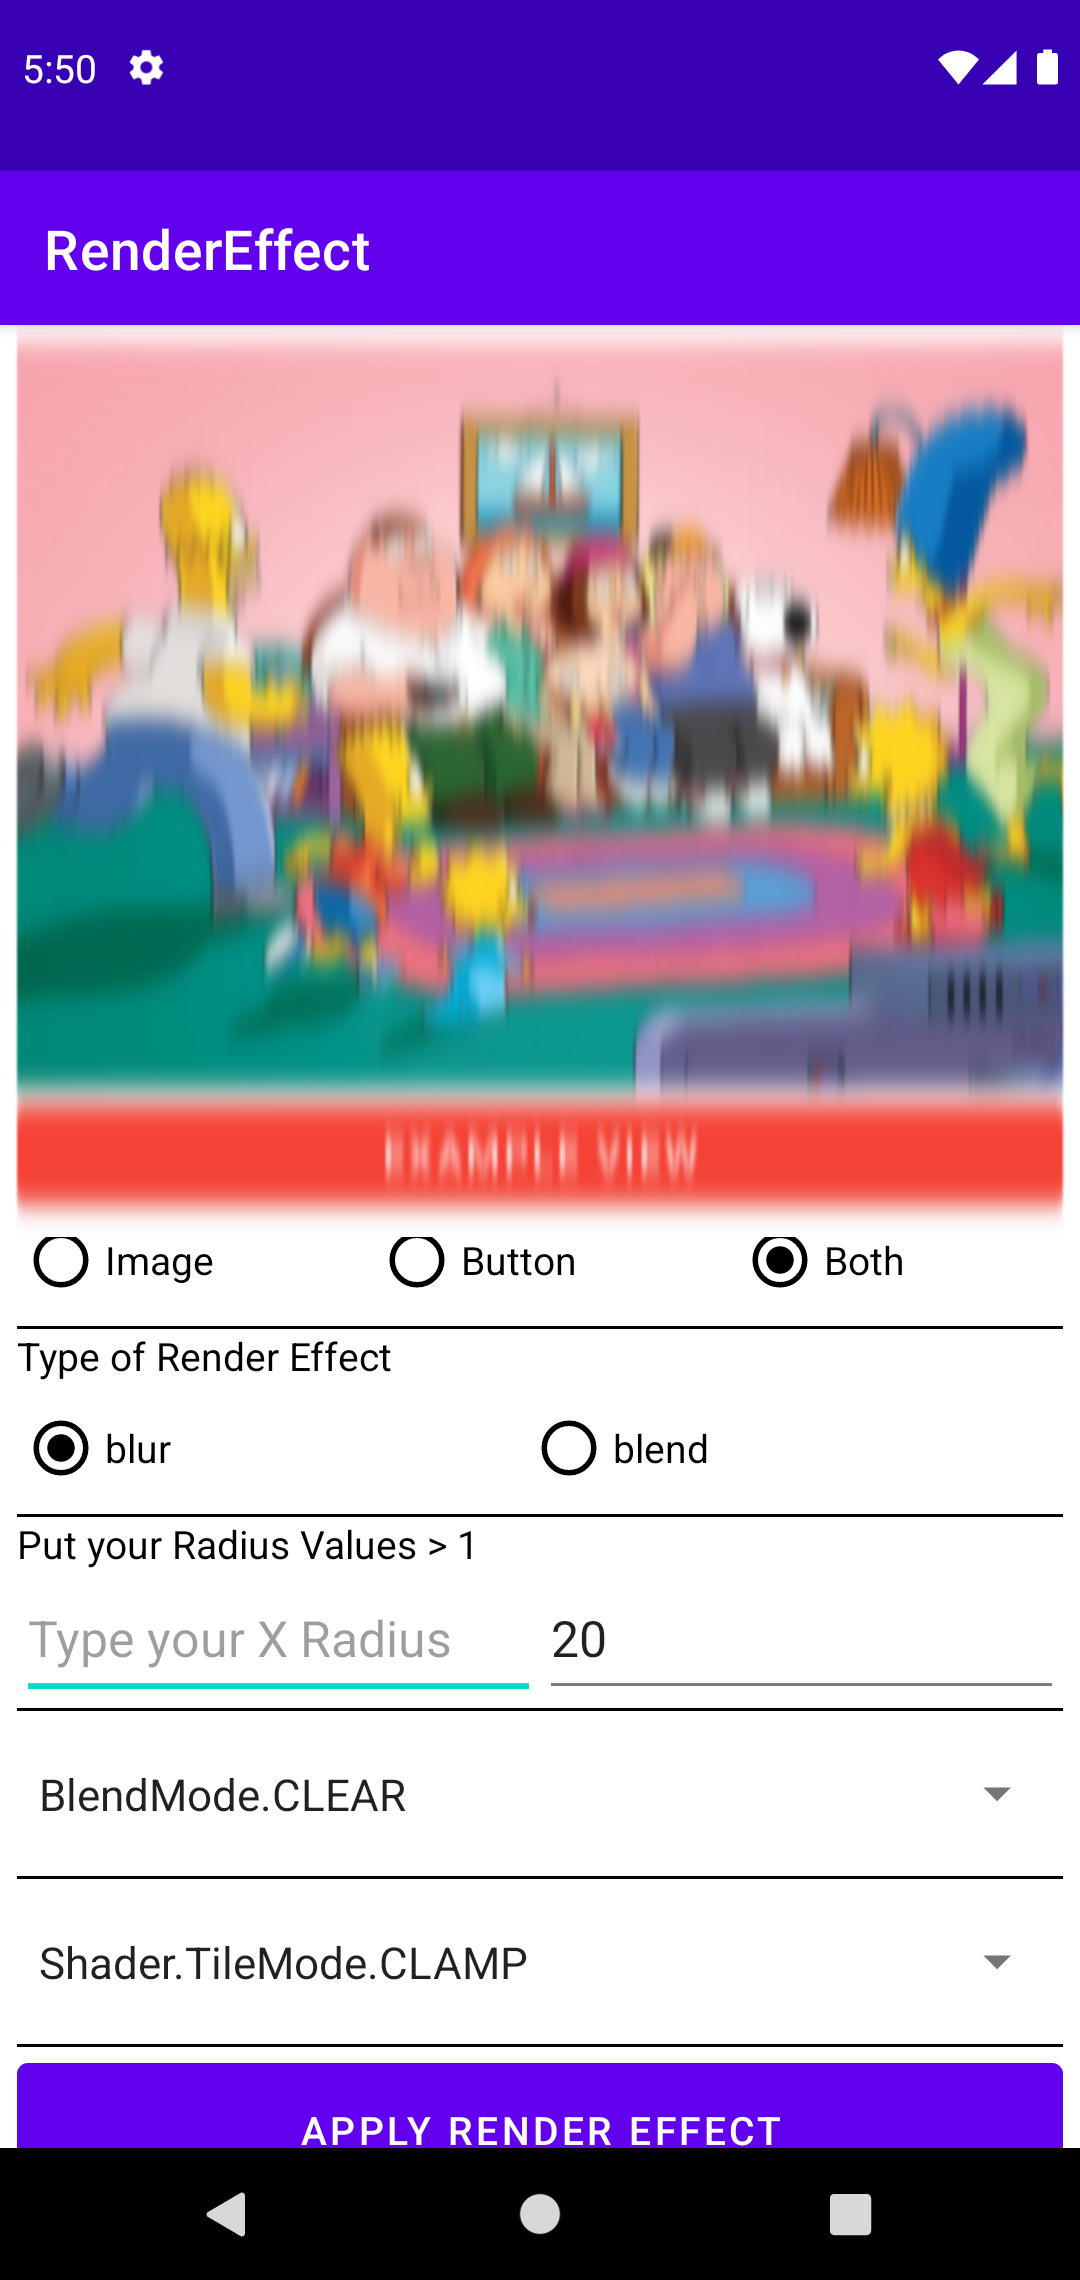 5:50
RenderEffect
EXAMPLE VIEW
Image Button Both
Type of Render Effect
blur blend
Put your Radius Values > 1
Type your X Radius 20
BlendMode.CLEAR
Shader.TileMode.CLAMP
APPLY RENDER EFFECT